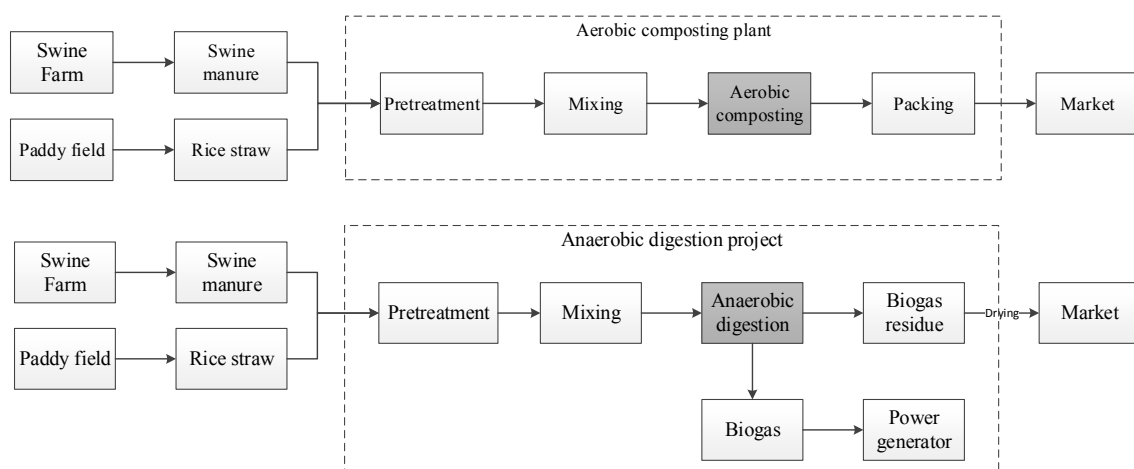 Aerobic composting plant
Swine
Farm
Swine
manure
Paddy field
Rice straw
Pretreatment
Mixing
Aerobic
composting
Packing
Market
Anaerobic digestion project
Swine
Farm
Swine
manure
Paddy field
Rice straw
Pretreatment
Mixing
Anaerobic
digestion
Biogas
residue
Drying
Market
Biogas
Power
generator